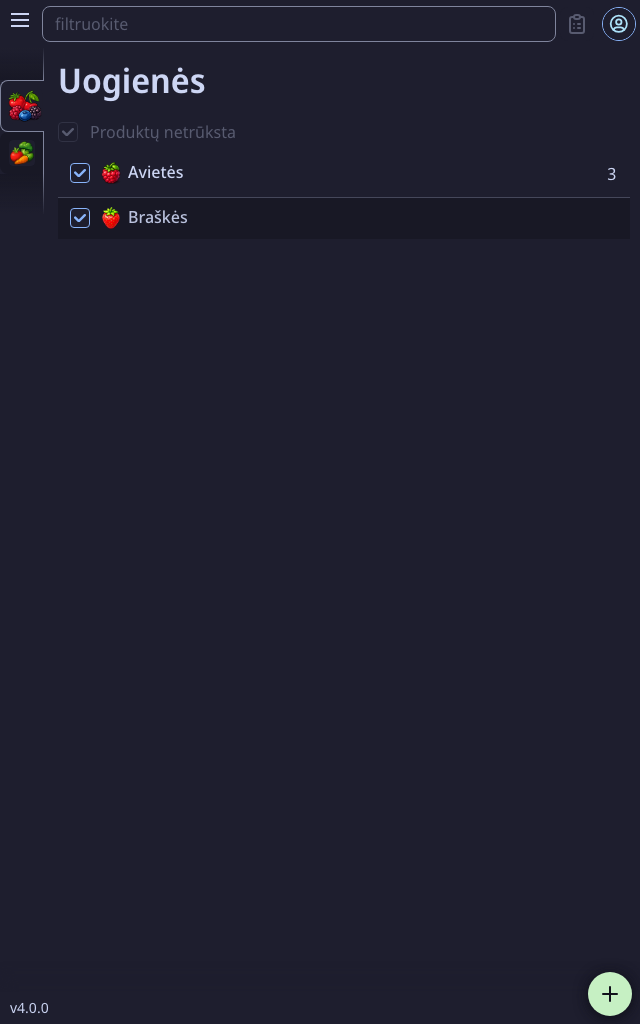 filtruokite
Uogienės
Produktų netrūksta
Avietės
3
Braškės
v4.0.0